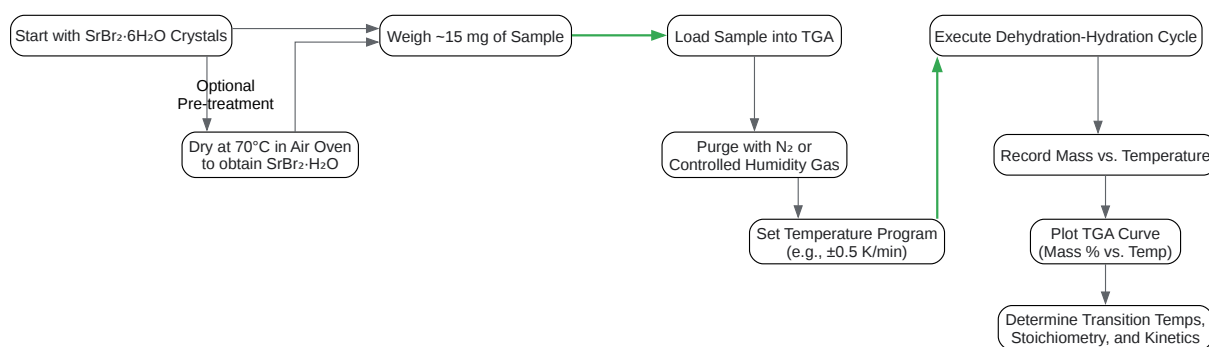 Start with SrBr₂·6H₂O Crystals
Optional
Pre-treatment
Dry at 70°C in Air Oven
to obtain SrBr₂·H₂O
Weigh ~15 mg of Sample
Load Sample into TGA
Purge with N₂ or
Controlled Humidity Gas
Set Temperature Program
(e.g., ±0.5 K/min)
Execute Dehydration-Hydration Cycle
Record Mass vs. Temperature
Plot TGA Curve
(Mass % vs. Temp)
Determine Transition Temps,
Stoichiometry, and Kinetics